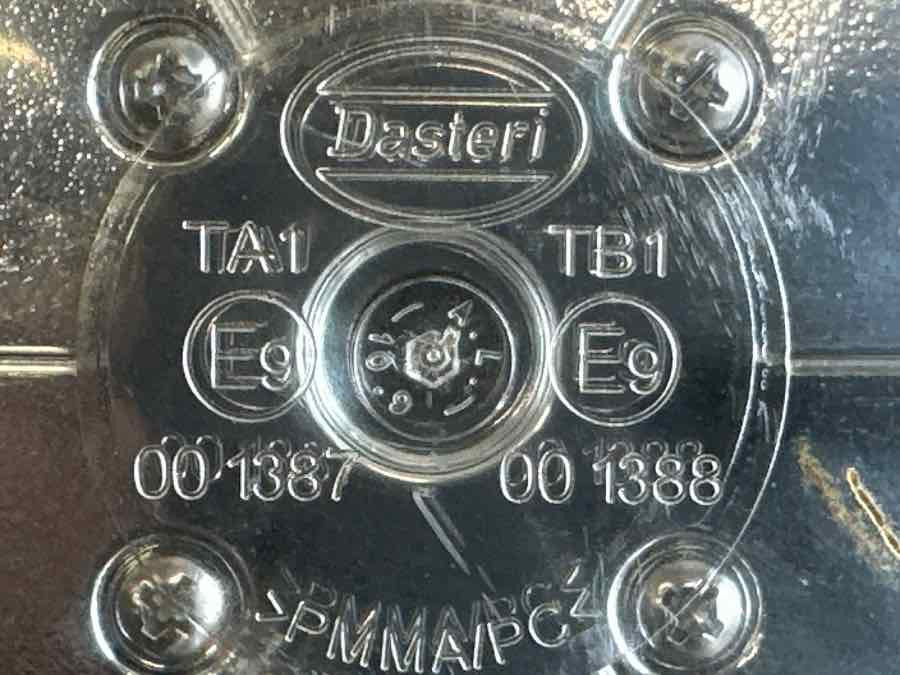 Dasteri
TA1 TB1
E9 E9
00 1387 00 1388
>PMMA/PC<